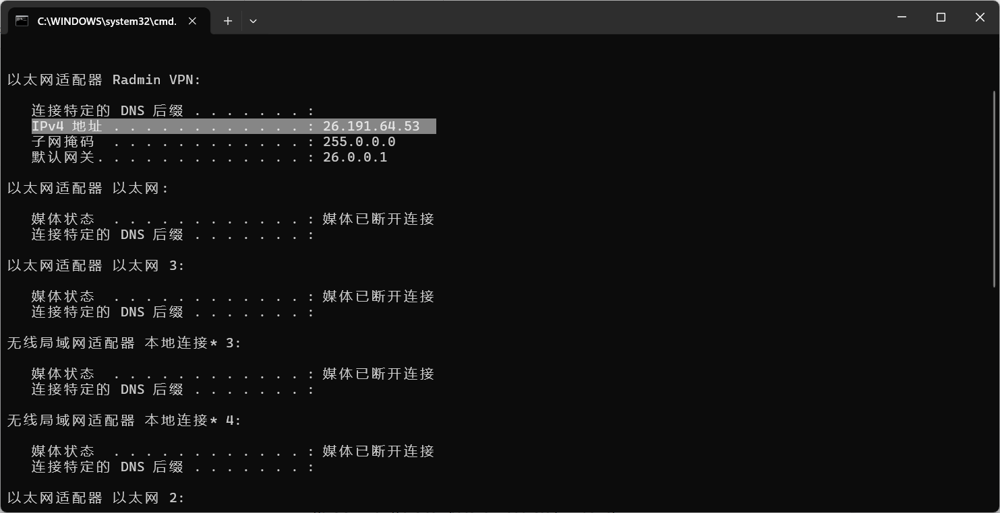 C:\WINDOWS\system32\cmd.
以太网适配器 Radmin VPN:
连接特定的 DNS 后缀 . . . . . . . :
IPv4 地址 . . . . . . . . . . . . : 26.191.64.53
子网掩码  . . . . . . . . . . . . : 255.0.0.0
默认网关. . . . . . . . . . . . . : 26.0.0.1
以太网适配器 以太网:
媒体状态  . . . . . . . . . . . . : 媒体已断开连接
连接特定的 DNS 后缀 . . . . . . . :
以太网适配器 以太网 3:
媒体状态  . . . . . . . . . . . . : 媒体已断开连接
连接特定的 DNS 后缀 . . . . . . . :
无线局域网适配器 本地连接* 3:
媒体状态  . . . . . . . . . . . . : 媒体已断开连接
连接特定的 DNS 后缀 . . . . . . . :
无线局域网适配器 本地连接* 4:
媒体状态  . . . . . . . . . . . . : 媒体已断开连接
连接特定的 DNS 后缀 . . . . . . . :
以太网适配器 以太网 2: